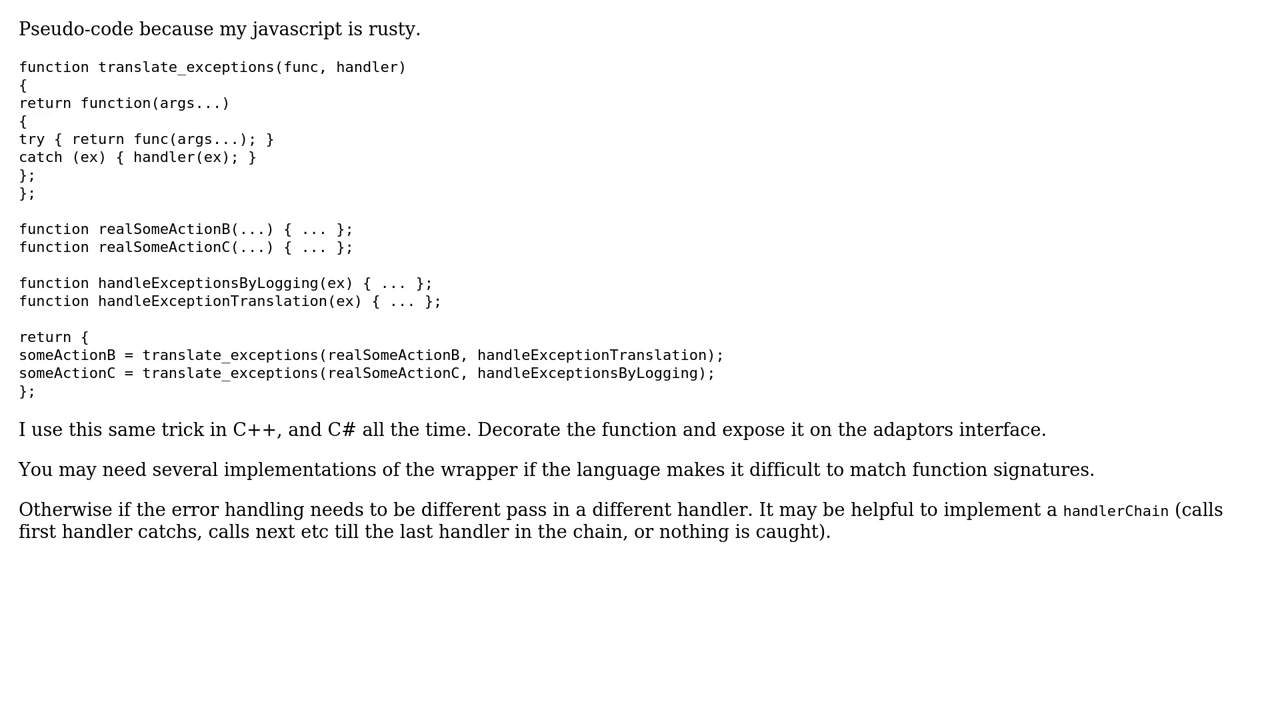 Pseudo-code because my javascript is rusty.
function translate_exceptions(func, handler)
{
return function(args...)
{
try { return func(args...); }
catch (ex) { handler(ex); }
};
};
function realSomeActionB(...) { ... };
function realSomeActionC(...) { ... };
function handleExceptionsByLogging(ex) { ... };
function handleExceptionTranslation(ex) { ... };
return {
someActionB = translate_exceptions(realSomeActionB, handleExceptionTranslation);
someActionC = translate_exceptions(realSomeActionC, handleExceptionsByLogging);
};
I use this same trick in C++, and C# all the time. Decorate the function and expose it on the adaptors interface.
You may need several implementations of the wrapper if the language makes it difficult to match function signatures.
Otherwise if the error handling needs to be different pass in a different handler. It may be helpful to implement a handlerChain (calls
first handler catchs, calls next etc till the last handler in the chain, or nothing is caught).